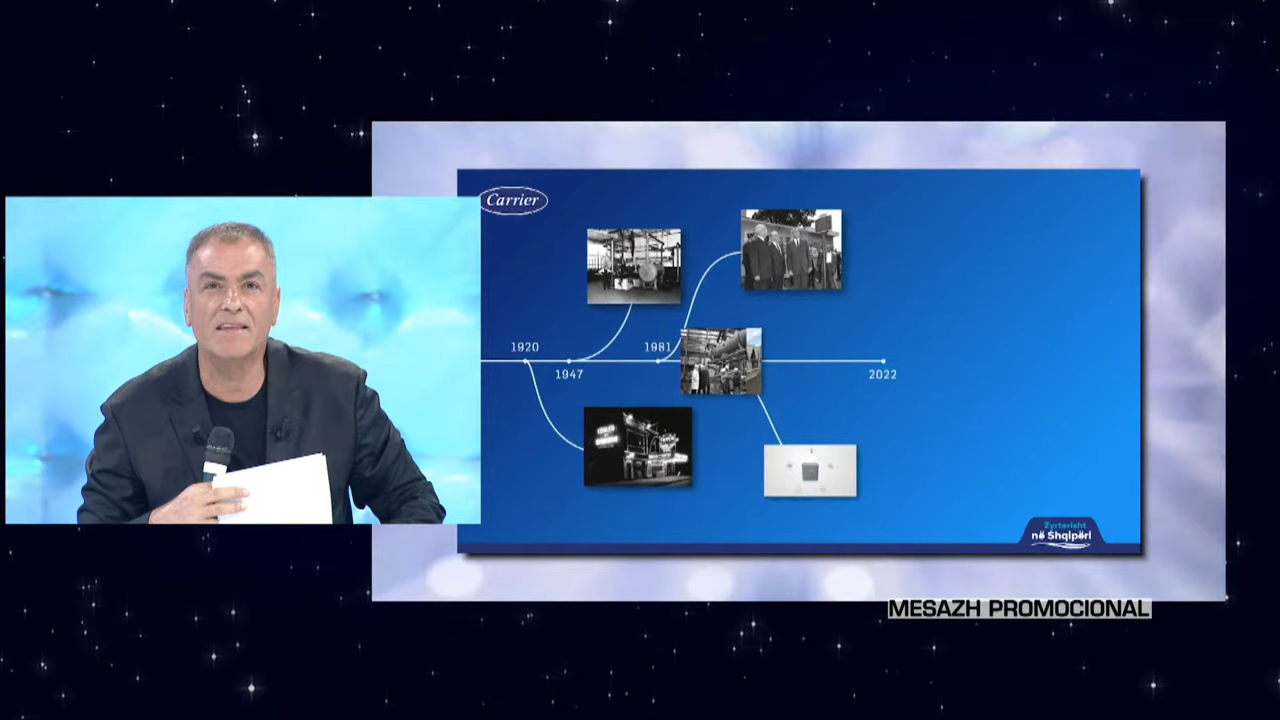 Carrier
1920
1947
1981
2022
Zyrtarisht
në Shqipëri
MESAZH PROMOCIONAL